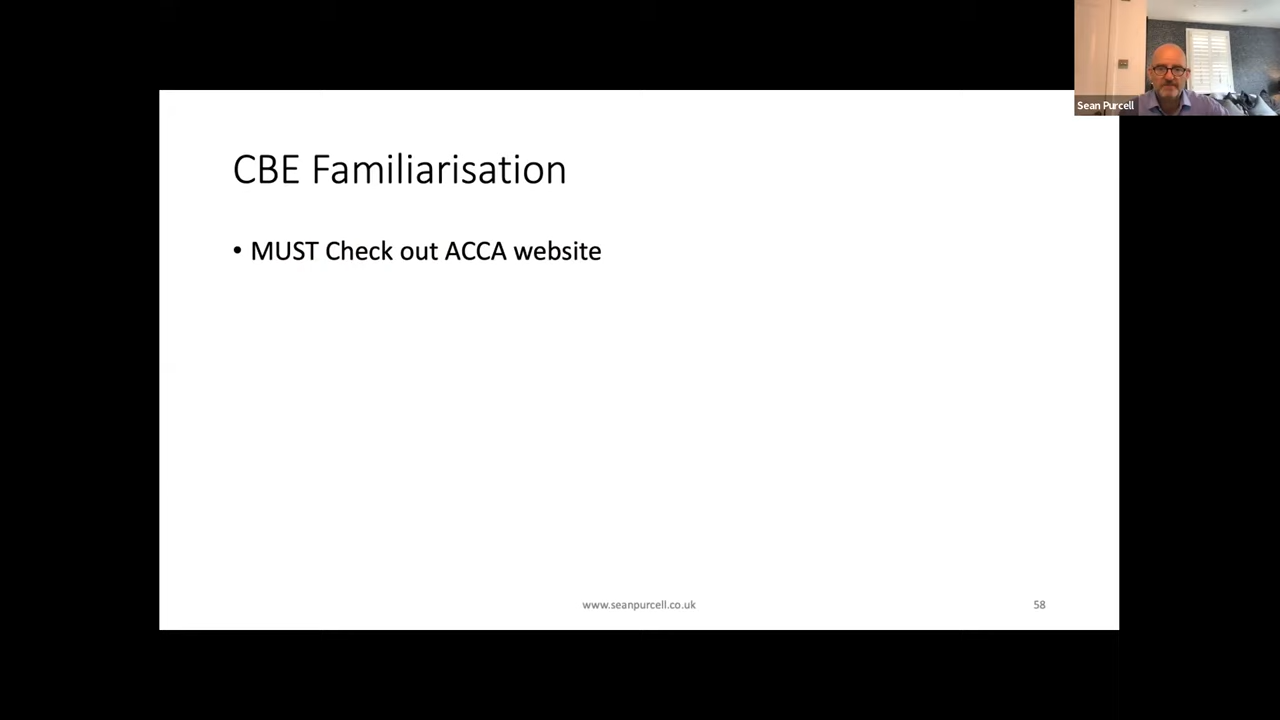 Sean Purcell
CBE Familiarisation
• MUST Check out ACCA website
www.seanpurcell.co.uk
58